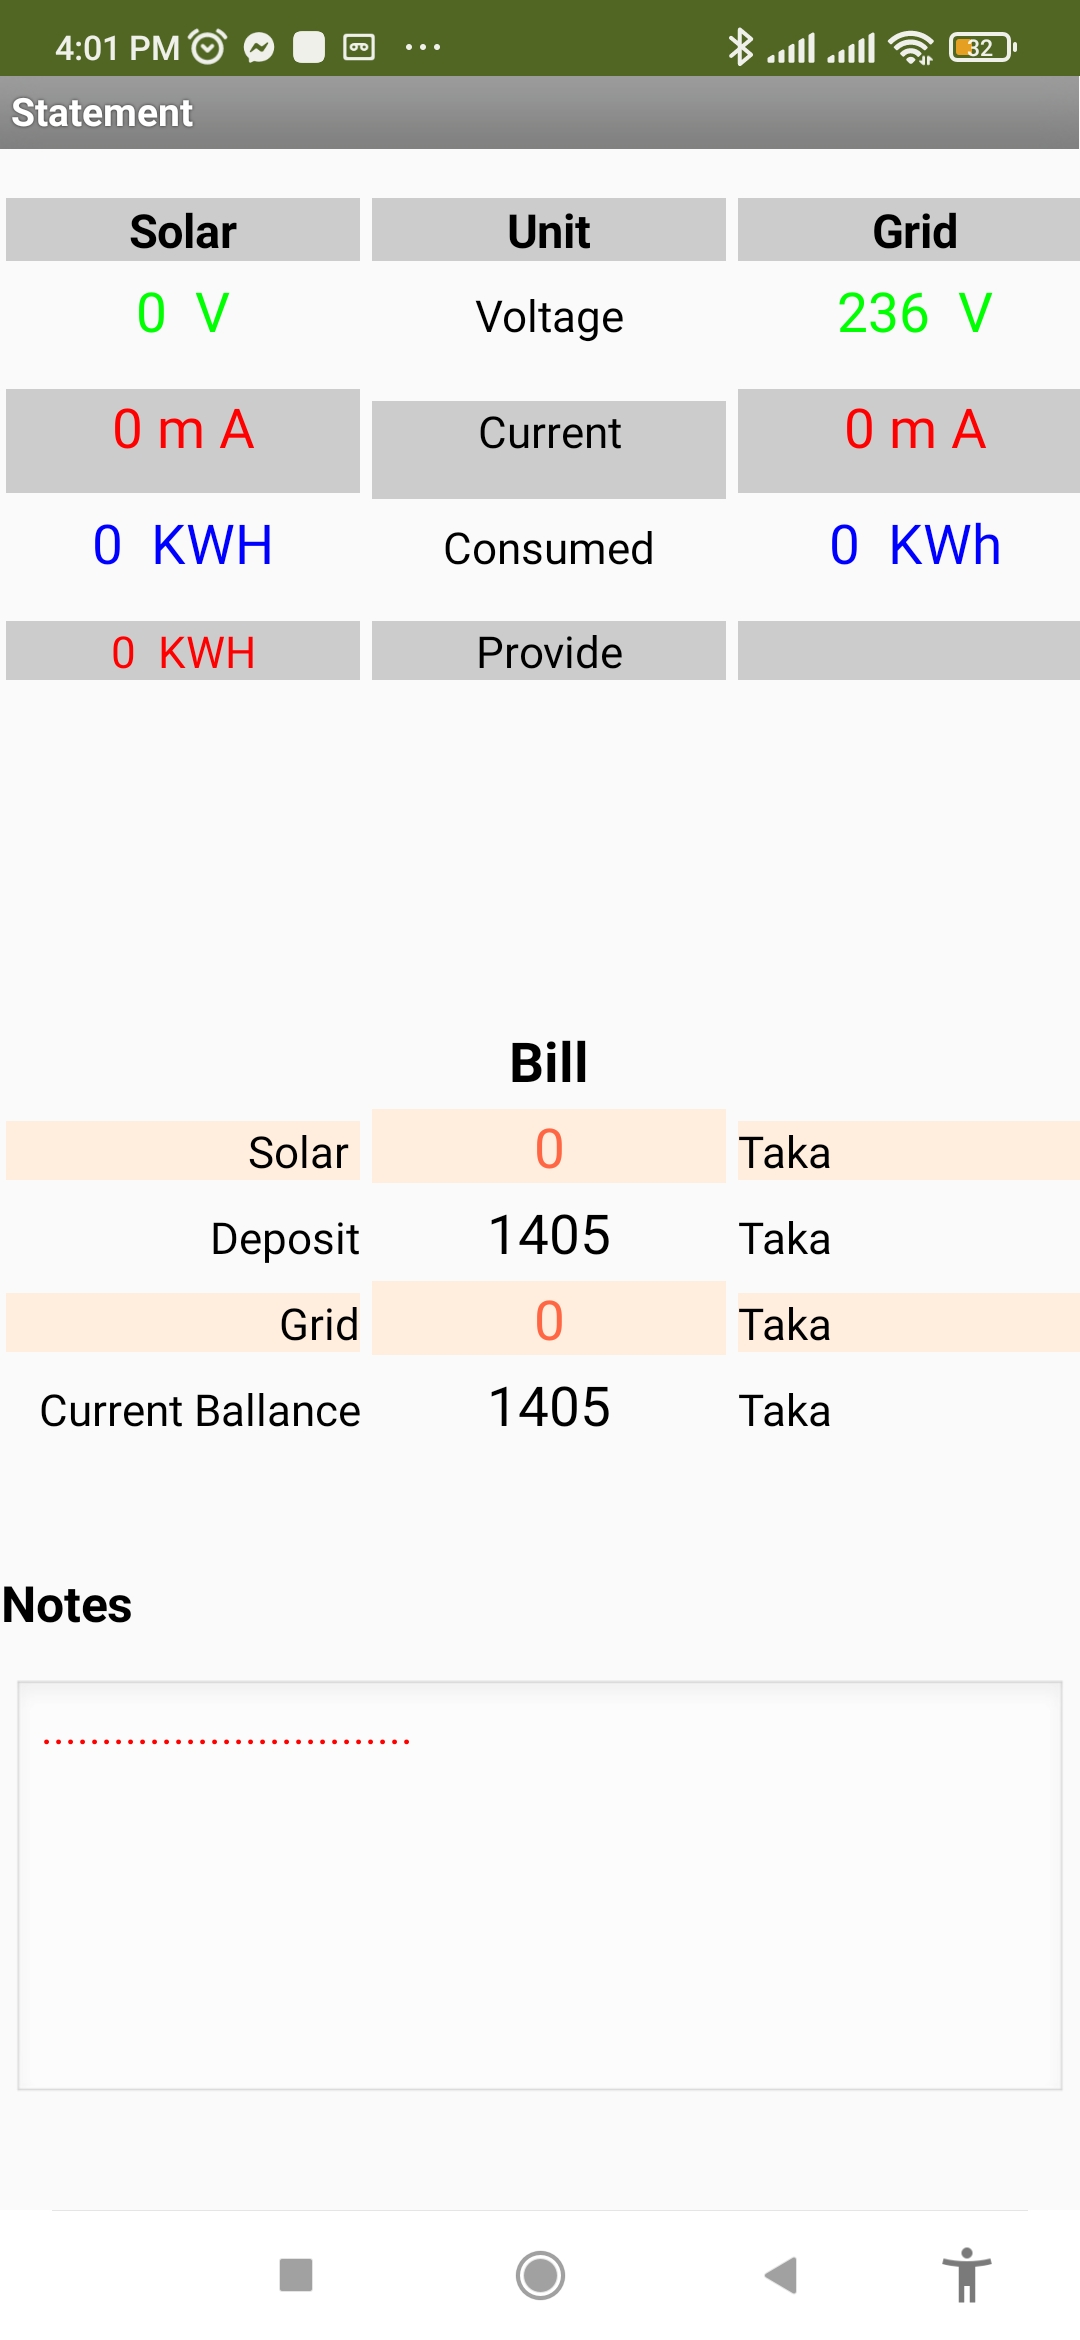 4:01 PM ... 32
Statement
Solar Unit Grid
0 V Voltage 236 V
0 m A Current 0 m A
0 KWH Consumed 0 KWh
0 KWH Provide
Bill
Solar 0 Taka
Deposit 1405 Taka
Grid 0 Taka
Current Ballance 1405 Taka
Notes
...............................